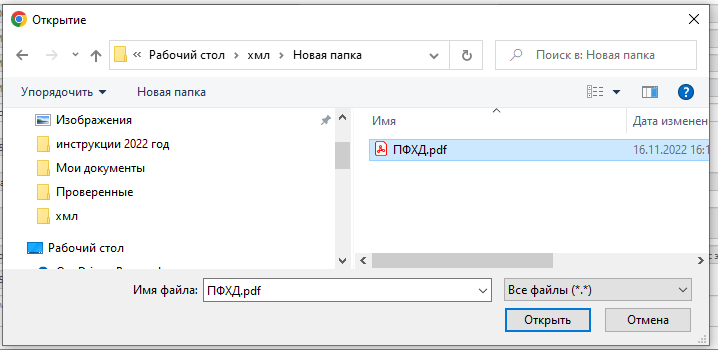 Открытие
Рабочий стол › хмл › Новая папка
Поиск в: Новая папка
Упорядочить
Новая папка
Изображения
инструкции 2022 год
Мои документы
Проверенные
хмл
Рабочий стол
Имя
Дата изменен
ПФХД.pdf
16.11.2022 16:1
Имя файла:
ПФХД.pdf
Все файлы (*.*)
Открыть
Отмена